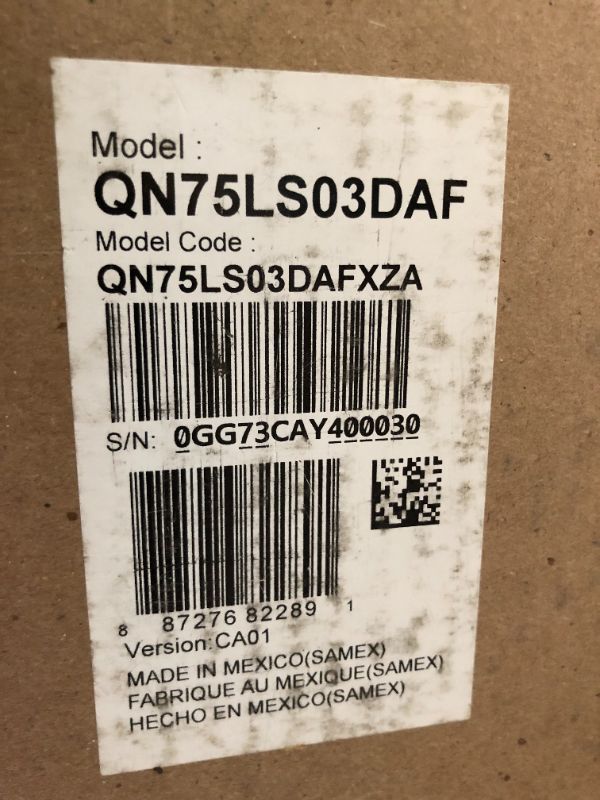 Model :
QN75LS03DAF
Model Code :
QN75LS03DAFXZA
S/N: 0GG73CAY400030
8 87276 82289 1
Version:CA01
MADE IN MEXICO(SAMEX)
FABRIQUE AU MEXIQUE(SAMEX)
HECHO EN MEXICO(SAMEX)